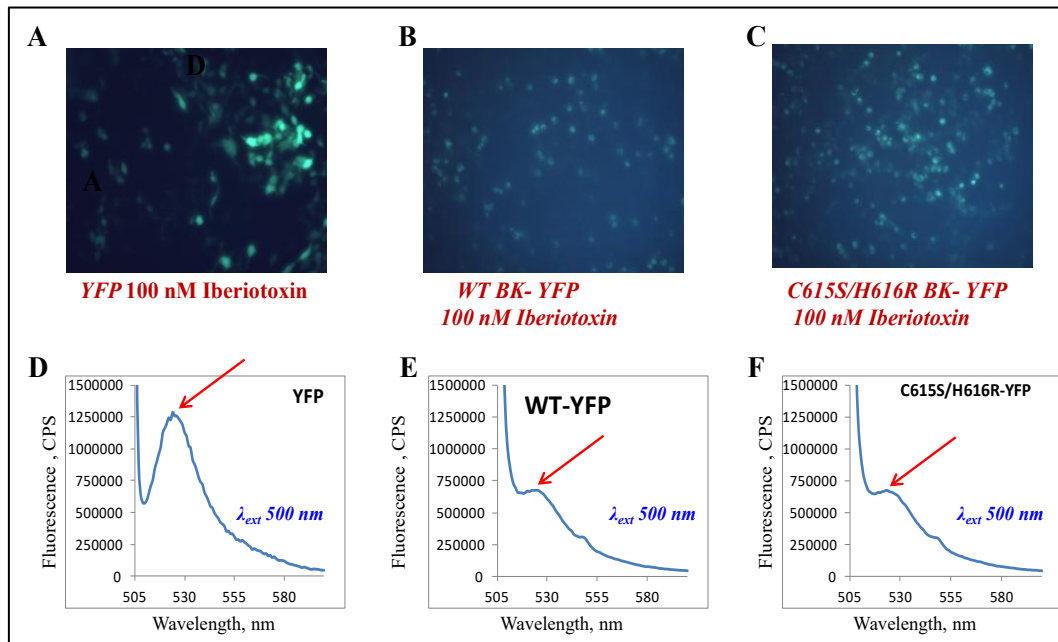 A
B
C
D
A
YFP 100 nM Iberiotoxin
WT BK- YFP
100 nM Iberiotoxin
C615S/H616R BK- YFP
100 nM Iberiotoxin
D
E
F
Fluorescence , CPS
1500000
1250000
1000000
750000
500000
250000
0
YFP
λext 500 nm
505 530 555 580
Wavelength, nm
Fluorescence, CPS
1500000
1250000
1000000
750000
500000
250000
0
WT-YFP
λext 500 nm
505 530 555 580
Wavelength, nm
Fluorescence , CPS
1500000
1250000
1000000
750000
500000
250000
0
C615S/H616R-YFP
λext 500 nm
505 530 555 580
Wavelength, nm